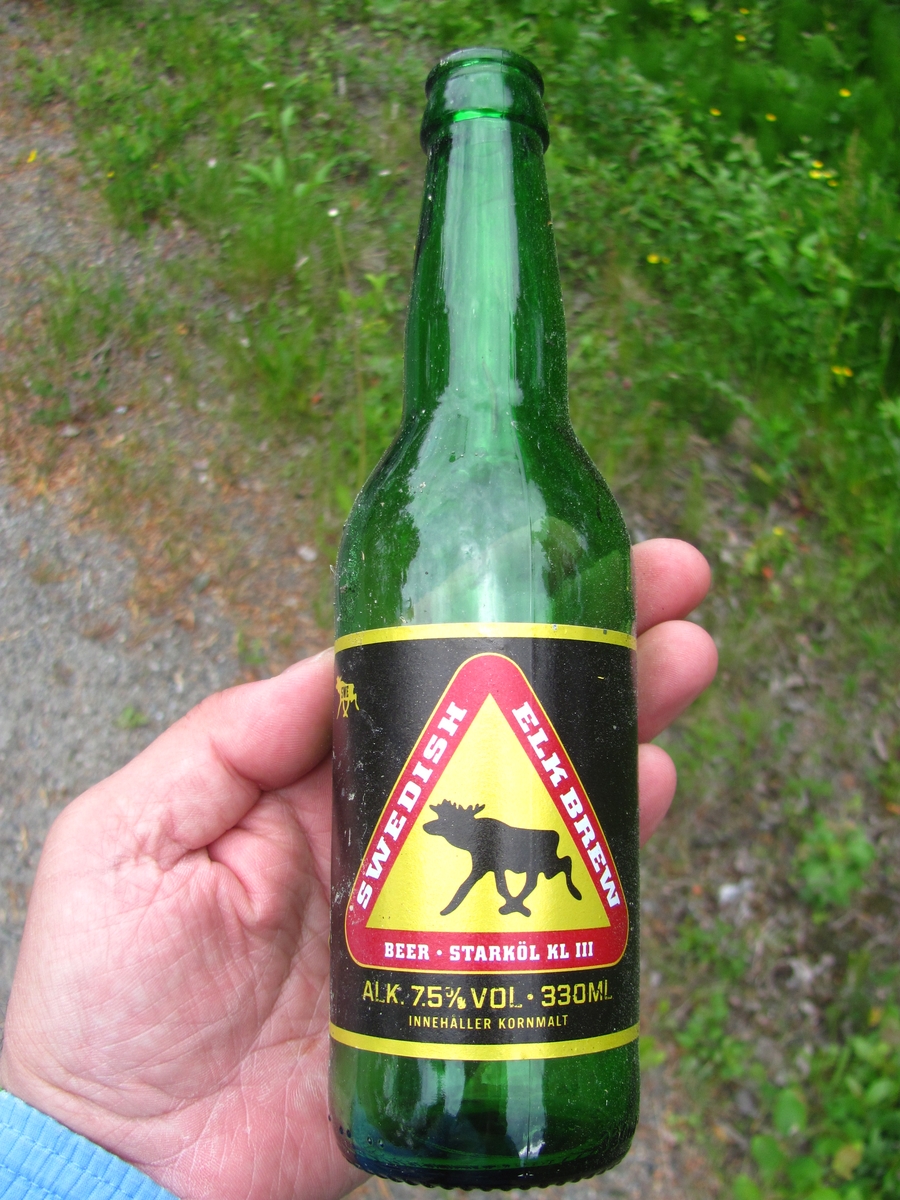 SWEDISH
ELK BREW
BEER · STARKÖL KL III
ALK. 7.5% VOL · 330ML
INNEHÅLLER KORNMALT